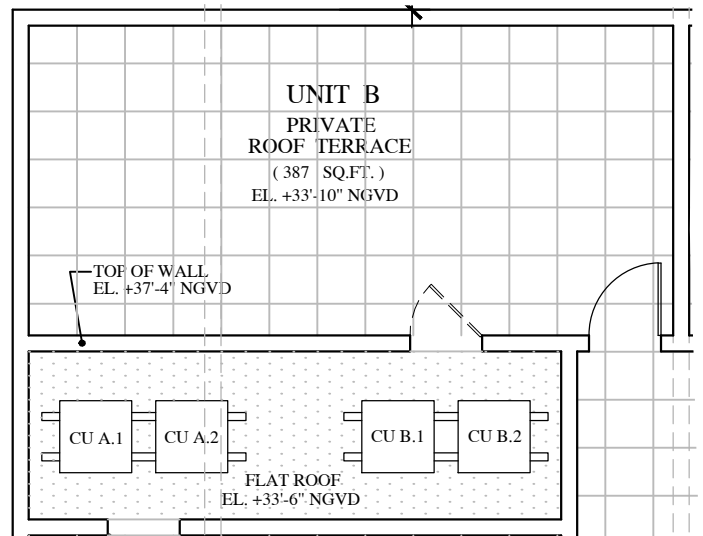 UNIT B
PRIVATE
ROOF TERRACE
( 387 SQ.FT. )
EL. +33'-10" NGVD
TOP OF WALL
EL. +37'-4" NGVD
CU A.1
CU A.2
CU B.1
CU B.2
FLAT ROOF
EL. +33'-6" NGVD